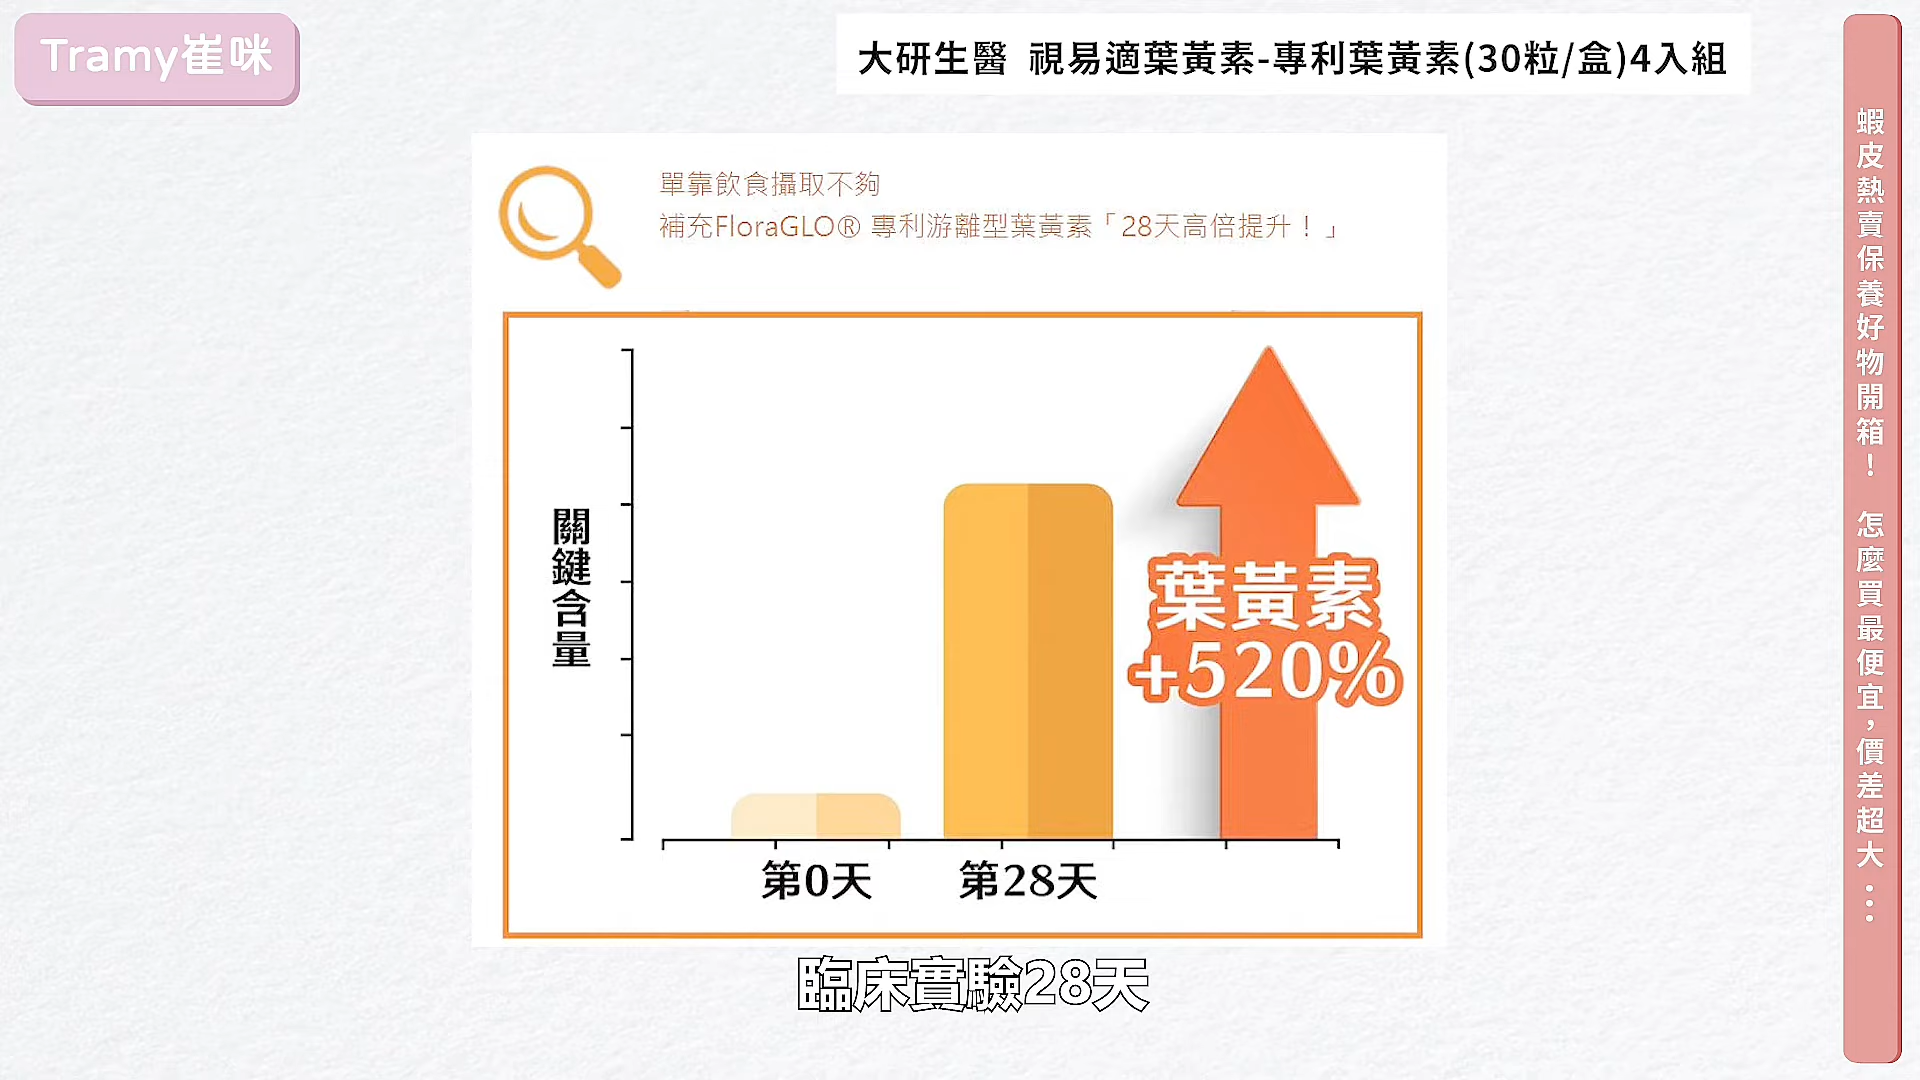 Tramy崔咪
大研生醫 視易適葉黃素-專利葉黃素(30粒/盒)4入組
單靠飲食攝取不夠
補充FloraGLO® 專利游離型葉黃素「28天高倍提升！」
關鍵含量
葉黃素
+520%
第0天
第28天
臨床實驗28天
蝦皮熱賣保養好物開箱！ 怎麼買最便宜，價差超大…